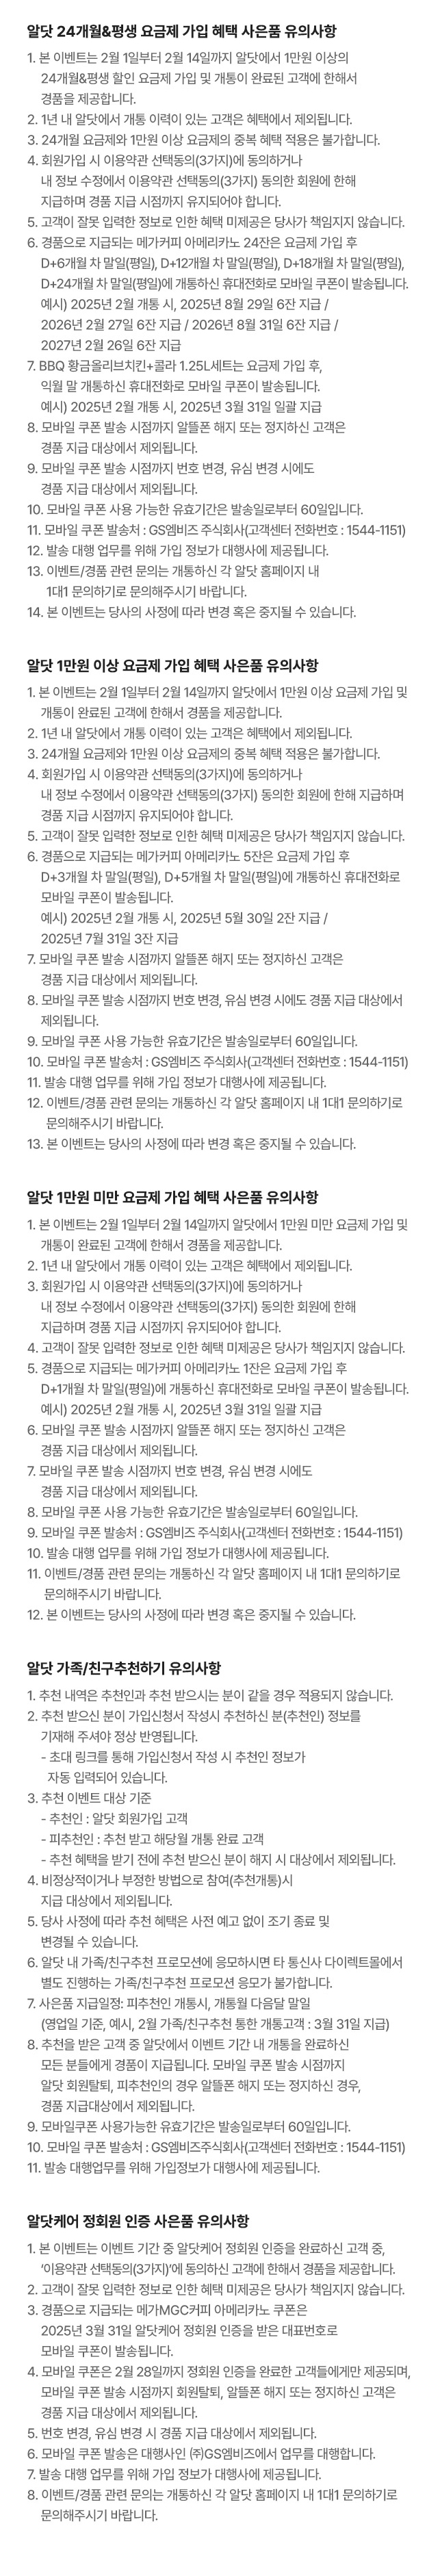 알닷 24개월&평생 요금제 가입 혜택 사은품 유의사항
1. 본 이벤트는 2월 1일부터 2월 14일까지 알닷에서 1만원 이상의
24개월&평생 할인 요금제 가입 및 개통이 완료된 고객에 한해서
경품을 제공합니다.
2. 1년 내 알닷에서 개통 이력이 있는 고객은 혜택에서 제외됩니다.
3. 24개월 요금제와 1만원 이상 요금제의 중복 혜택 적용은 불가합니다.
4. 회원가입 시 이용약관 선택동의(3가지)에 동의하거나
내 정보 수정에서 이용약관 선택동의(3가지) 동의한 회원에 한해
지급하며 경품 지급 시점까지 유지되어야 합니다.
5. 고객이 잘못 입력한 정보로 인한 혜택 미제공은 당사가 책임지지 않습니다.
6. 경품으로 지급되는 메가커피 아메리카노 24잔은 요금제 가입 후
D+6개월 차 말일(평일), D+12개월 차 말일(평일), D+18개월 차 말일(평일),
D+24개월 차 말일(평일)에 개통하신 휴대전화로 모바일 쿠폰이 발송됩니다.
예시) 2025년 2월 개통 시, 2025년 8월 29일 6잔 지급 /
2026년 2월 27일 6잔 지급 / 2026년 8월 31일 6잔 지급 /
2027년 2월 26일 6잔 지급
7. BBQ 황금올리브치킨+콜라 1.25L세트는 요금제 가입 후,
익월 말 개통하신 휴대전화로 모바일 쿠폰이 발송됩니다.
예시) 2025년 2월 개통 시, 2025년 3월 31일 일괄 지급
8. 모바일 쿠폰 발송 시점까지 알뜰폰 해지 또는 정지하신 고객은
경품 지급 대상에서 제외됩니다.
9. 모바일 쿠폰 발송 시점까지 번호 변경, 유심 변경 시에도
경품 지급 대상에서 제외됩니다.
10. 모바일 쿠폰 사용 가능한 유효기간은 발송일로부터 60일입니다.
11. 모바일 쿠폰 발송처 : GS엠비즈 주식회사(고객센터 전화번호 : 1544-1151)
12. 발송 대행 업무를 위해 가입 정보가 대행사에 제공됩니다.
13. 이벤트/경품 관련 문의는 개통하신 각 알닷 홈페이지 내
1대1 문의하기로 문의해주시기 바랍니다.
14. 본 이벤트는 당사의 사정에 따라 변경 혹은 중지될 수 있습니다.
알닷 1만원 이상 요금제 가입 혜택 사은품 유의사항
1. 본 이벤트는 2월 1일부터 2월 14일까지 알닷에서 1만원 이상 요금제 가입 및
개통이 완료된 고객에 한해서 경품을 제공합니다.
2. 1년 내 알닷에서 개통 이력이 있는 고객은 혜택에서 제외됩니다.
3. 24개월 요금제와 1만원 이상 요금제의 중복 혜택 적용은 불가합니다.
4. 회원가입 시 이용약관 선택동의(3가지)에 동의하거나
내 정보 수정에서 이용약관 선택동의(3가지) 동의한 회원에 한해 지급하며
경품 지급 시점까지 유지되어야 합니다.
5. 고객이 잘못 입력한 정보로 인한 혜택 미제공은 당사가 책임지지 않습니다.
6. 경품으로 지급되는 메가커피 아메리카노 5잔은 요금제 가입 후
D+3개월 차 말일(평일), D+5개월 차 말일(평일)에 개통하신 휴대전화로
모바일 쿠폰이 발송됩니다.
예시) 2025년 2월 개통 시, 2025년 5월 30일 2잔 지급 /
2025년 7월 31일 3잔 지급
7. 모바일 쿠폰 발송 시점까지 알뜰폰 해지 또는 정지하신 고객은
경품 지급 대상에서 제외됩니다.
8. 모바일 쿠폰 발송 시점까지 번호 변경, 유심 변경 시에도 경품 지급 대상에서
제외됩니다.
9. 모바일 쿠폰 사용 가능한 유효기간은 발송일로부터 60일입니다.
10. 모바일 쿠폰 발송처 : GS엠비즈 주식회사(고객센터 전화번호 : 1544-1151)
11. 발송 대행 업무를 위해 가입 정보가 대행사에 제공됩니다.
12. 이벤트/경품 관련 문의는 개통하신 각 알닷 홈페이지 내 1대1 문의하기로
문의해주시기 바랍니다.
13. 본 이벤트는 당사의 사정에 따라 변경 혹은 중지될 수 있습니다.
알닷 1만원 미만 요금제 가입 혜택 사은품 유의사항
1. 본 이벤트는 2월 1일부터 2월 14일까지 알닷에서 1만원 미만 요금제 가입 및
개통이 완료된 고객에 한해서 경품을 제공합니다.
2. 1년 내 알닷에서 개통 이력이 있는 고객은 혜택에서 제외됩니다.
3. 회원가입 시 이용약관 선택동의(3가지)에 동의하거나
내 정보 수정에서 이용약관 선택동의(3가지) 동의한 회원에 한해
지급하며 경품 지급 시점까지 유지되어야 합니다.
4. 고객이 잘못 입력한 정보로 인한 혜택 미제공은 당사가 책임지지 않습니다.
5. 경품으로 지급되는 메가커피 아메리카노 1잔은 요금제 가입 후
D+1개월 차 말일(평일)에 개통하신 휴대전화로 모바일 쿠폰이 발송됩니다.
예시) 2025년 2월 개통 시, 2025년 3월 31일 일괄 지급
6. 모바일 쿠폰 발송 시점까지 알뜰폰 해지 또는 정지하신 고객은
경품 지급 대상에서 제외됩니다.
7. 모바일 쿠폰 발송 시점까지 번호 변경, 유심 변경 시에도
경품 지급 대상에서 제외됩니다.
8. 모바일 쿠폰 사용 가능한 유효기간은 발송일로부터 60일입니다.
9. 모바일 쿠폰 발송처 : GS엠비즈 주식회사(고객센터 전화번호 : 1544-1151)
10. 발송 대행 업무를 위해 가입 정보가 대행사에 제공됩니다.
11. 이벤트/경품 관련 문의는 개통하신 각 알닷 홈페이지 내 1대1 문의하기로
문의해주시기 바랍니다.
12. 본 이벤트는 당사의 사정에 따라 변경 혹은 중지될 수 있습니다.
알닷 가족/친구추천하기 유의사항
1. 추천 내역은 추천인과 추천 받으시는 분이 같을 경우 적용되지 않습니다.
2. 추천 받으신 분이 가입신청서 작성시 추천하신 분(추천인) 정보를
기재해 주셔야 정상 반영됩니다.
- 초대 링크를 통해 가입신청서 작성 시 추천인 정보가
자동 입력되어 있습니다.
3. 추천 이벤트 대상 기준
- 추천인 : 알닷 회원가입 고객
- 피추천인 : 추천 받고 해당월 개통 완료 고객
- 추천 혜택을 받기 전에 추천 받으신 분이 해지 시 대상에서 제외됩니다.
4. 비정상적이거나 부정한 방법으로 참여(추천개통)시
지급 대상에서 제외됩니다.
5. 당사 사정에 따라 추천 혜택은 사전 예고 없이 조기 종료 및
변경될 수 있습니다.
6. 알닷 내 가족/친구추천 프로모션에 응모하시면 타 통신사 다이렉트몰에서
별도 진행하는 가족/친구추천 프로모션 응모가 불가합니다.
7. 사은품 지급일정: 피추천인 개통시, 개통월 다음달 말일
(영업일 기준, 예시, 2월 가족/친구추천 통한 개통고객 : 3월 31일 지급)
8. 추천을 받은 고객 중 알닷에서 이벤트 기간 내 개통을 완료하신
모든 분들에게 경품이 지급됩니다. 모바일 쿠폰 발송 시점까지
알닷 회원탈퇴, 피추천인의 경우 알뜰폰 해지 또는 정지하신 경우,
경품 지급대상에서 제외됩니다.
9. 모바일쿠폰 사용가능한 유효기간은 발송일로부터 60일입니다.
10. 모바일 쿠폰 발송처 : GS엠비즈주식회사(고객센터 전화번호 : 1544-1151)
11. 발송 대행업무를 위해 가입정보가 대행사에 제공됩니다.
알닷케어 정회원 인증 사은품 유의사항
1. 본 이벤트는 이벤트 기간 중 알닷케어 정회원 인증을 완료하신 고객 중,
‘이용약관 선택동의(3가지)’에 동의하신 고객에 한해서 경품을 제공합니다.
2. 고객이 잘못 입력한 정보로 인한 혜택 미제공은 당사가 책임지지 않습니다.
3. 경품으로 지급되는 메가MGC커피 아메리카노 쿠폰은
2025년 3월 31일 알닷케어 정회원 인증을 받은 대표번호로
모바일 쿠폰이 발송됩니다.
4. 모바일 쿠폰은 2월 28일까지 정회원 인증을 완료한 고객들에게만 제공되며,
모바일 쿠폰 발송 시점까지 회원탈퇴, 알뜰폰 해지 또는 정지하신 고객은
경품 지급 대상에서 제외됩니다.
5. 번호 변경, 유심 변경 시 경품 지급 대상에서 제외됩니다.
6. 모바일 쿠폰 발송은 대행사인 ㈜GS엠비즈에서 업무를 대행합니다.
7. 발송 대행 업무를 위해 가입 정보가 대행사에 제공됩니다.
8. 이벤트/경품 관련 문의는 개통하신 각 알닷 홈페이지 내 1대1 문의하기로
문의해주시기 바랍니다.